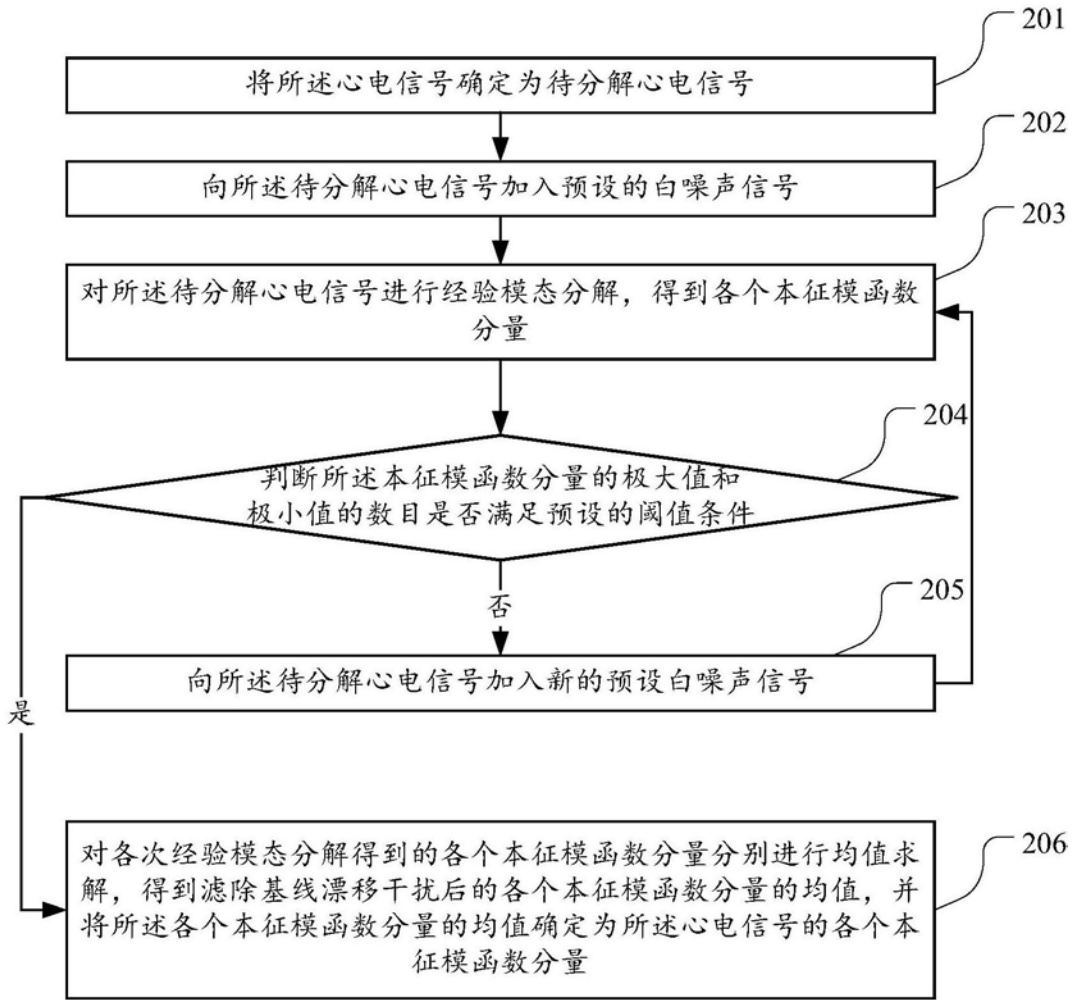 201
将所述心电信号确定为待分解心电信号
202
向所述待分解心电信号加入预设的白噪声信号
203
对所述待分解心电信号进行经验模态分解，得到各个本征模函数
分量
204
判断所述本征模函数分量的极大值和
极小值的数目是否满足预设的阈值条件
否
205
向所述待分解心电信号加入新的预设白噪声信号
是
206
对各次经验模态分解得到的各个本征模函数分量分别进行均值求
解，得到滤除基线漂移干扰后的各个本征模函数分量的均值，并
将所述各个本征模函数分量的均值确定为所述心电信号的各个本
征模函数分量